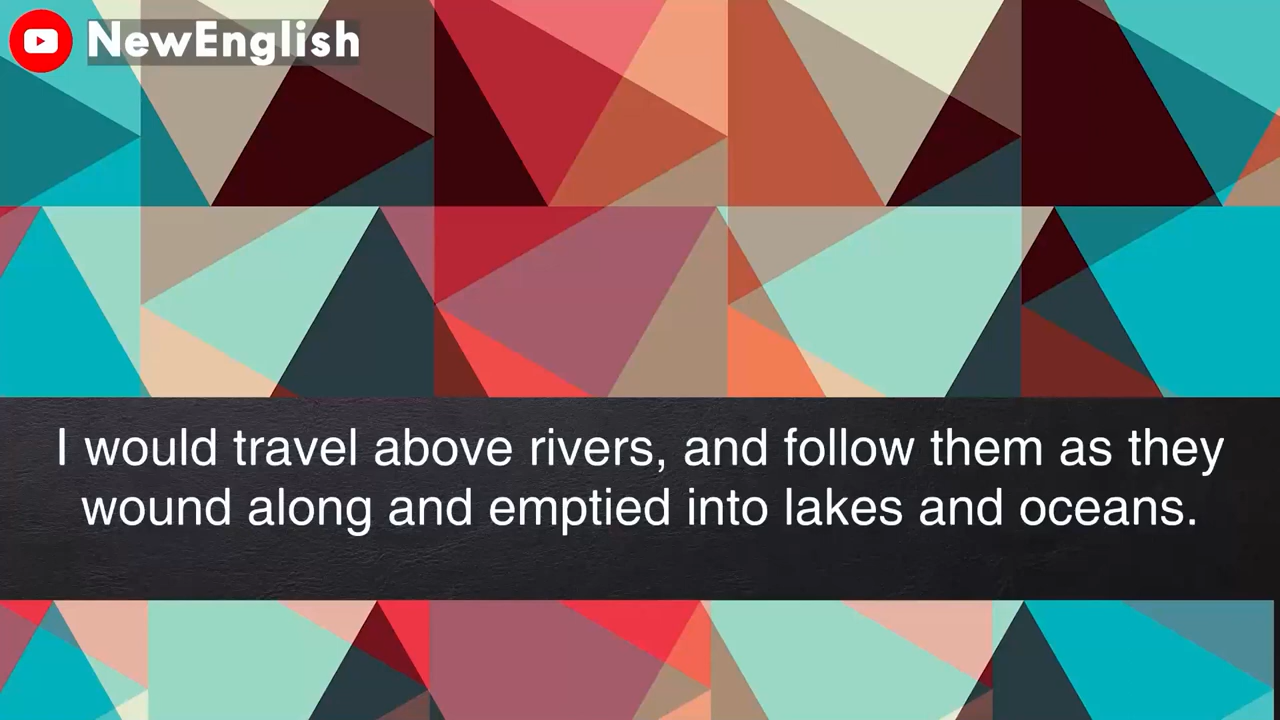 NewEnglish
I would travel above rivers, and follow them as they
wound along and emptied into lakes and oceans.